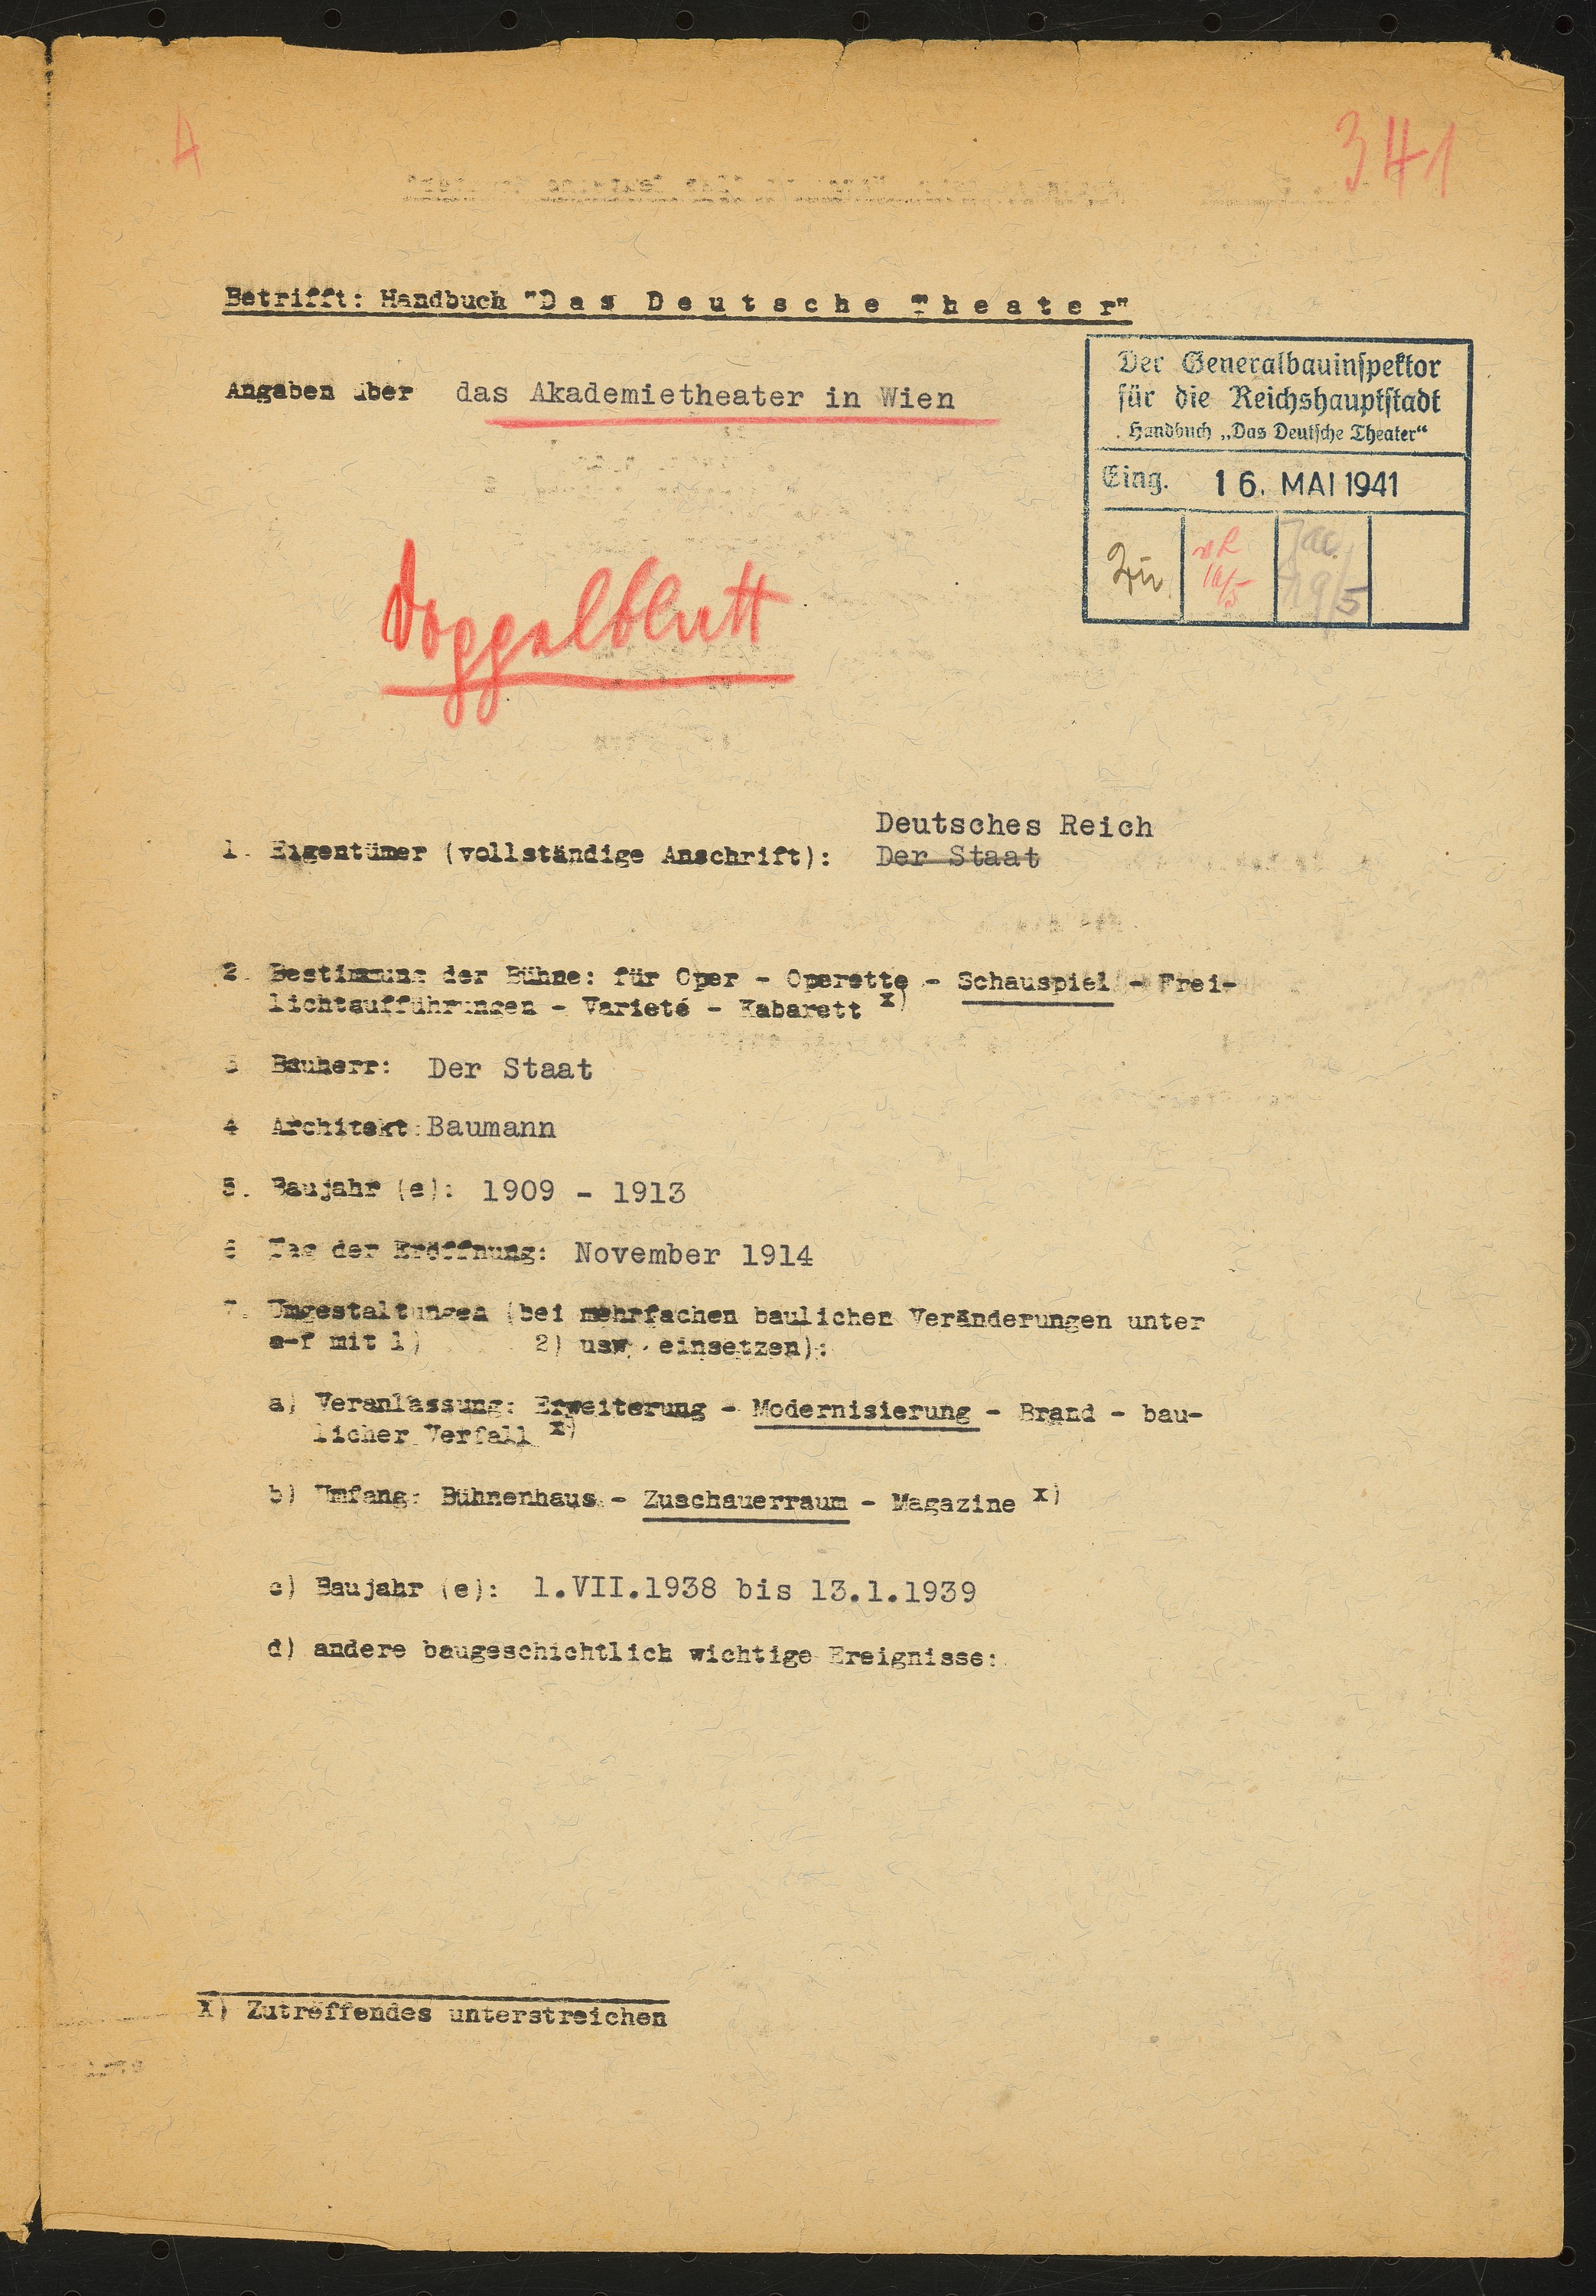 A
341
Betrifft: Handbuch "D a s  D e u t s c h e  T h e a t e r"
Angaben über das Akademietheater in Wien
Der Generalbauinspektor
für die Reichshauptstadt
Handbuch „Das Deutsche Theater“
Eing. 16. MAI 1941
19/5
Doppelblatt
Deutsches Reich
1. Eigentümer (vollständige Anschrift): Der Staat
2. Bestimmung der Bühne: für Oper - Operette - Schauspiel - Frei-
lichtaufführungen - Varieté - Kabarett x)
3 Bauherr: Der Staat
4 Architekt: Baumann
5. Baujahr (e): 1909 - 1913
6 Tag der Eröffnung: November 1914
7. Umgestaltungen (bei mehrfachen baulichen Veränderungen unter
a-f mit 1) 2) usw. einsetzen):
a) Veranlassung: Erweiterung - Modernisierung - Brand - bau-
licher Verfall x)
b) Umfang: Bühnenhaus - Zuschauerraum - Magazine x)
c) Baujahr (e): 1.VII.1938 bis 13.1.1939
d) andere baugeschichtlich wichtige Ereignisse:
X) Zutreffendes unterstreichen